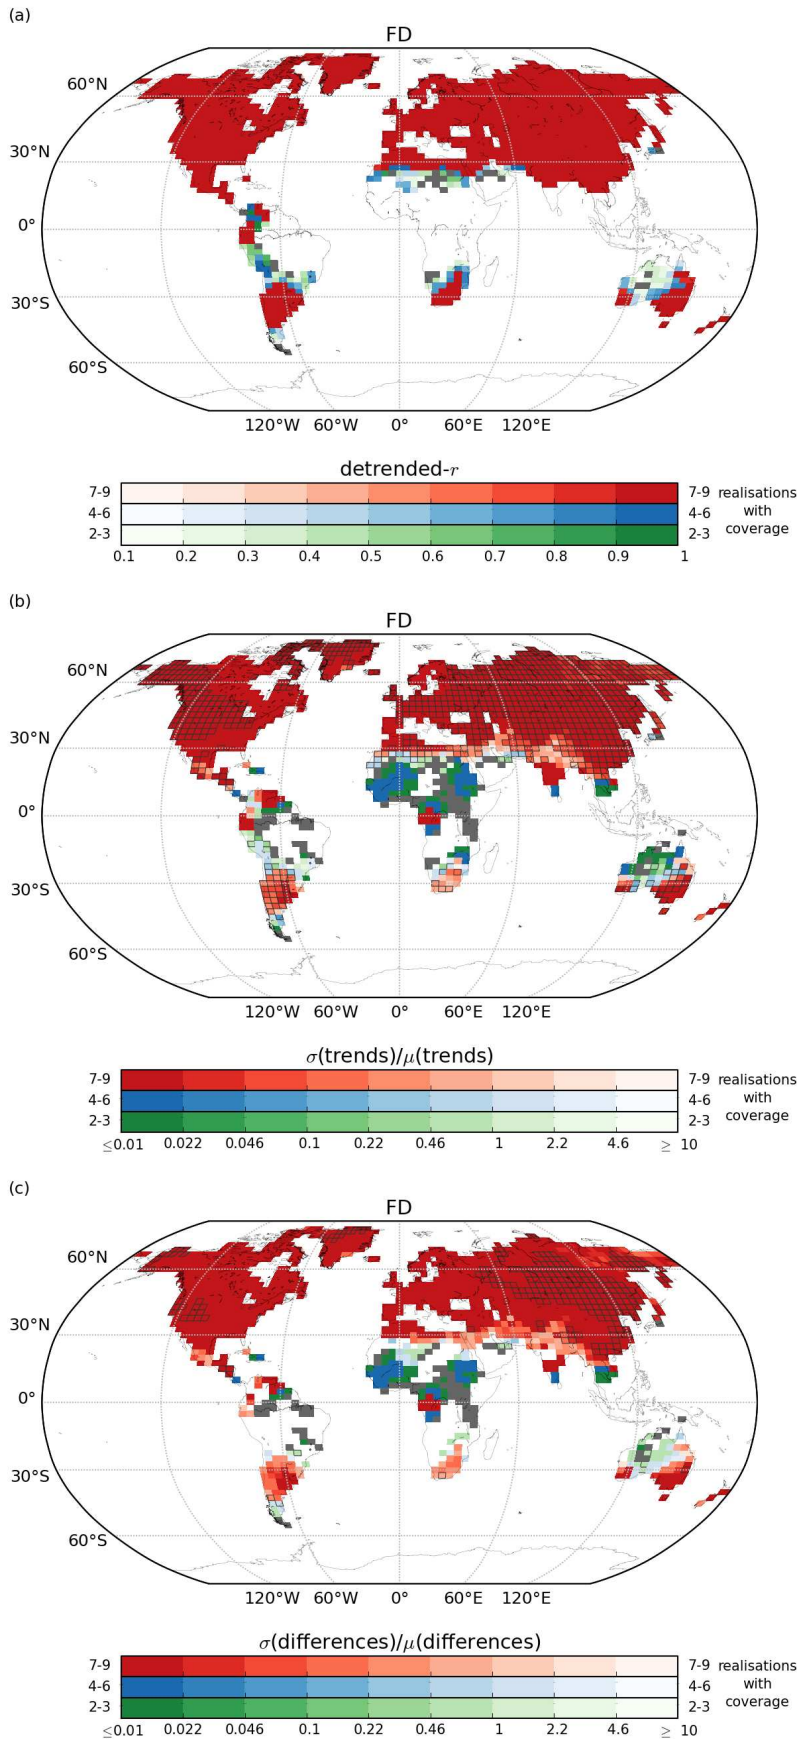 (a)
FD
60°N
30°N
0°
30°S
60°S
120°W 60°W 0° 60°E 120°E
detrended-r
7-9 7-9 realisations
4-6 4-6 with
2-3 2-3 coverage
0.1 0.2 0.3 0.4 0.5 0.6 0.7 0.8 0.9 1
(b)
FD
60°N
30°N
0°
30°S
60°S
120°W 60°W 0° 60°E 120°E
σ(trends)/μ(trends)
7-9 7-9 realisations
4-6 4-6 with
2-3 2-3 coverage
≤0.01 0.022 0.046 0.1 0.22 0.46 1 2.2 4.6 ≥ 10
(c)
FD
60°N
30°N
0°
30°S
60°S
120°W 60°W 0° 60°E 120°E
σ(differences)/μ(differences)
7-9 7-9 realisations
4-6 4-6 with
2-3 2-3 coverage
≤0.01 0.022 0.046 0.1 0.22 0.46 1 2.2 4.6 ≥ 10